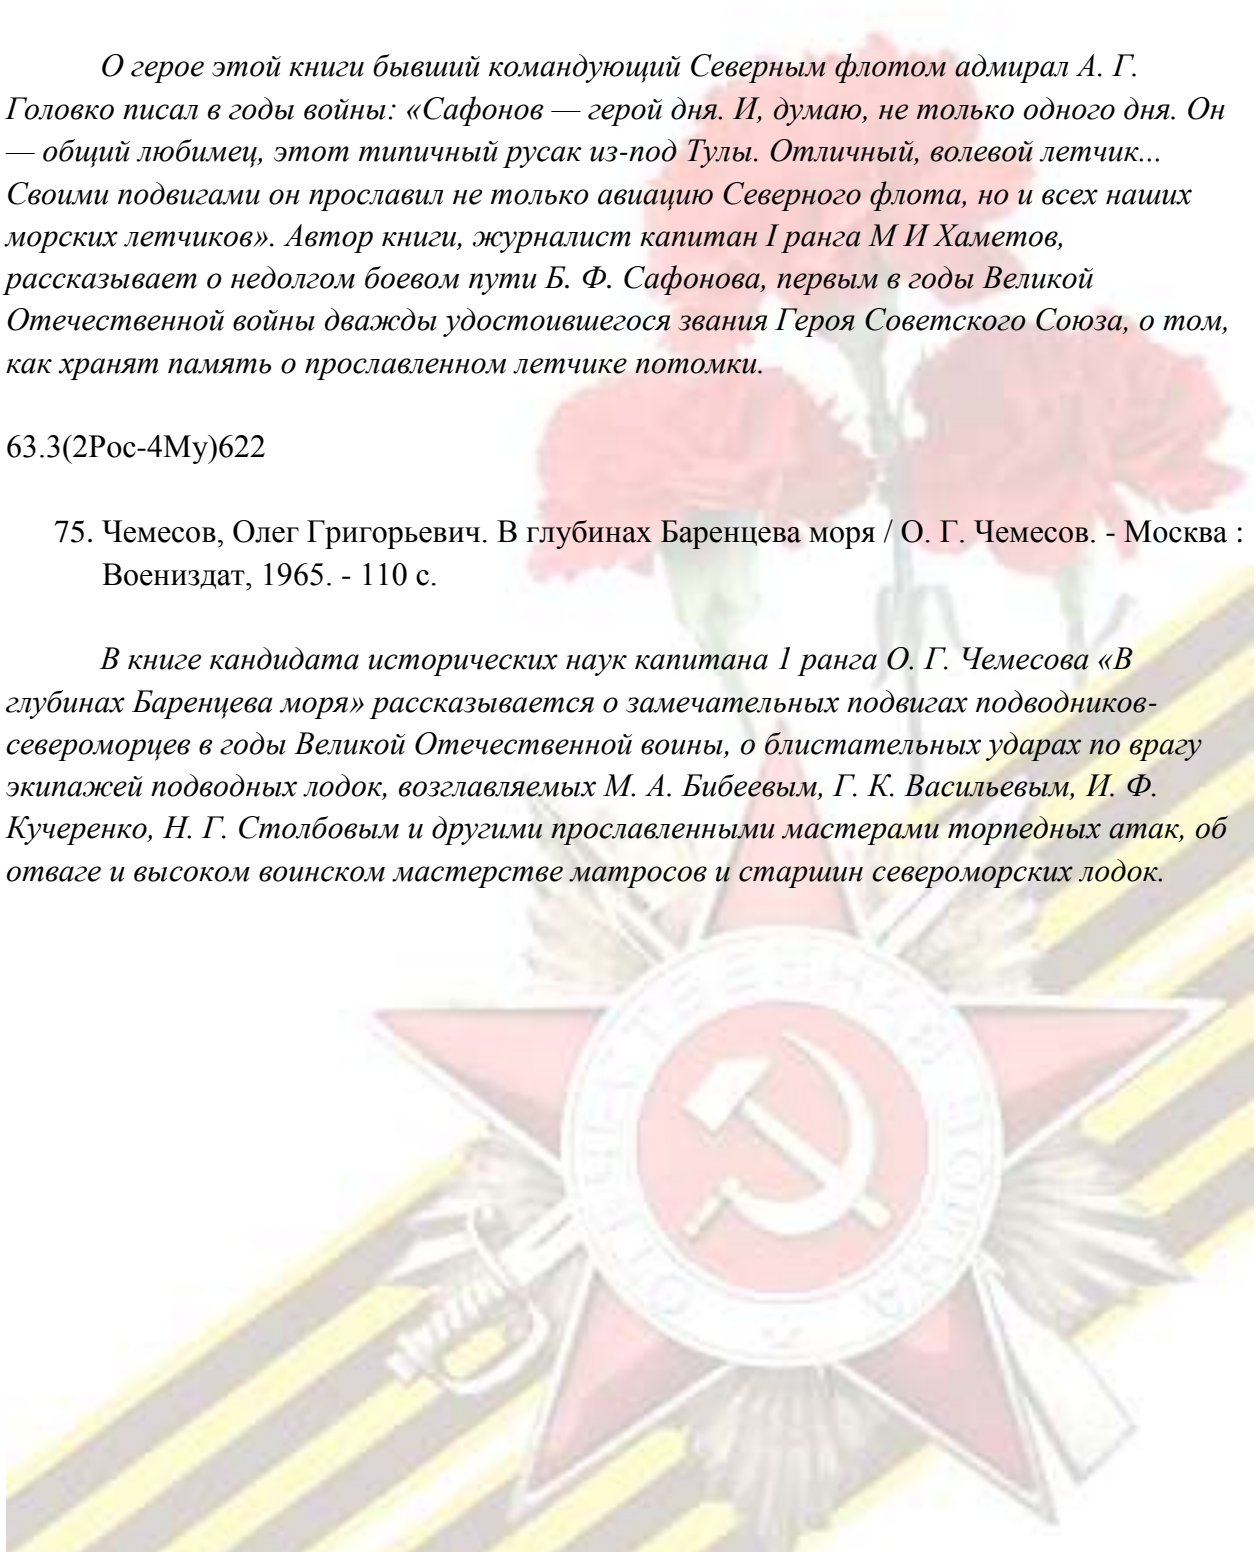 О герое этой книги бывший командующий Северным флотом адмирал А. Г.
Головко писал в годы войны: «Сафонов — герой дня. И, думаю, не только одного дня. Он
— общий любимец, этот типичный русак из-под Тулы. Отличный, волевой летчик...
Своими подвигами он прославил не только авиацию Северного флота, но и всех наших
морских летчиков». Автор книги, журналист капитан I ранга М И Хаметов,
рассказывает о недолгом боевом пути Б. Ф. Сафонова, первым в годы Великой
Отечественной войны дважды удостоившегося звания Героя Советского Союза, о том,
как хранят память о прославленном летчике потомки.
63.3(2Рос-4Му)622
75. Чемесов, Олег Григорьевич. В глубинах Баренцева моря / О. Г. Чемесов. - Москва :
Воениздат, 1965. - 110 с.
В книге кандидата исторических наук капитана 1 ранга О. Г. Чемесова «В
глубинах Баренцева моря» рассказывается о замечательных подвигах подводников-
североморцев в годы Великой Отечественной воины, о блистательных ударах по врагу
экипажей подводных лодок, возглавляемых М. А. Бибеевым, Г. К. Васильевым, И. Ф.
Кучеренко, Н. Г. Столбовым и другими прославленными мастерами торпедных атак, об
отваге и высоком воинском мастерстве матросов и старшин североморских лодок.
ОТЕЧЕСТВЕННАЯ ВОЙНА